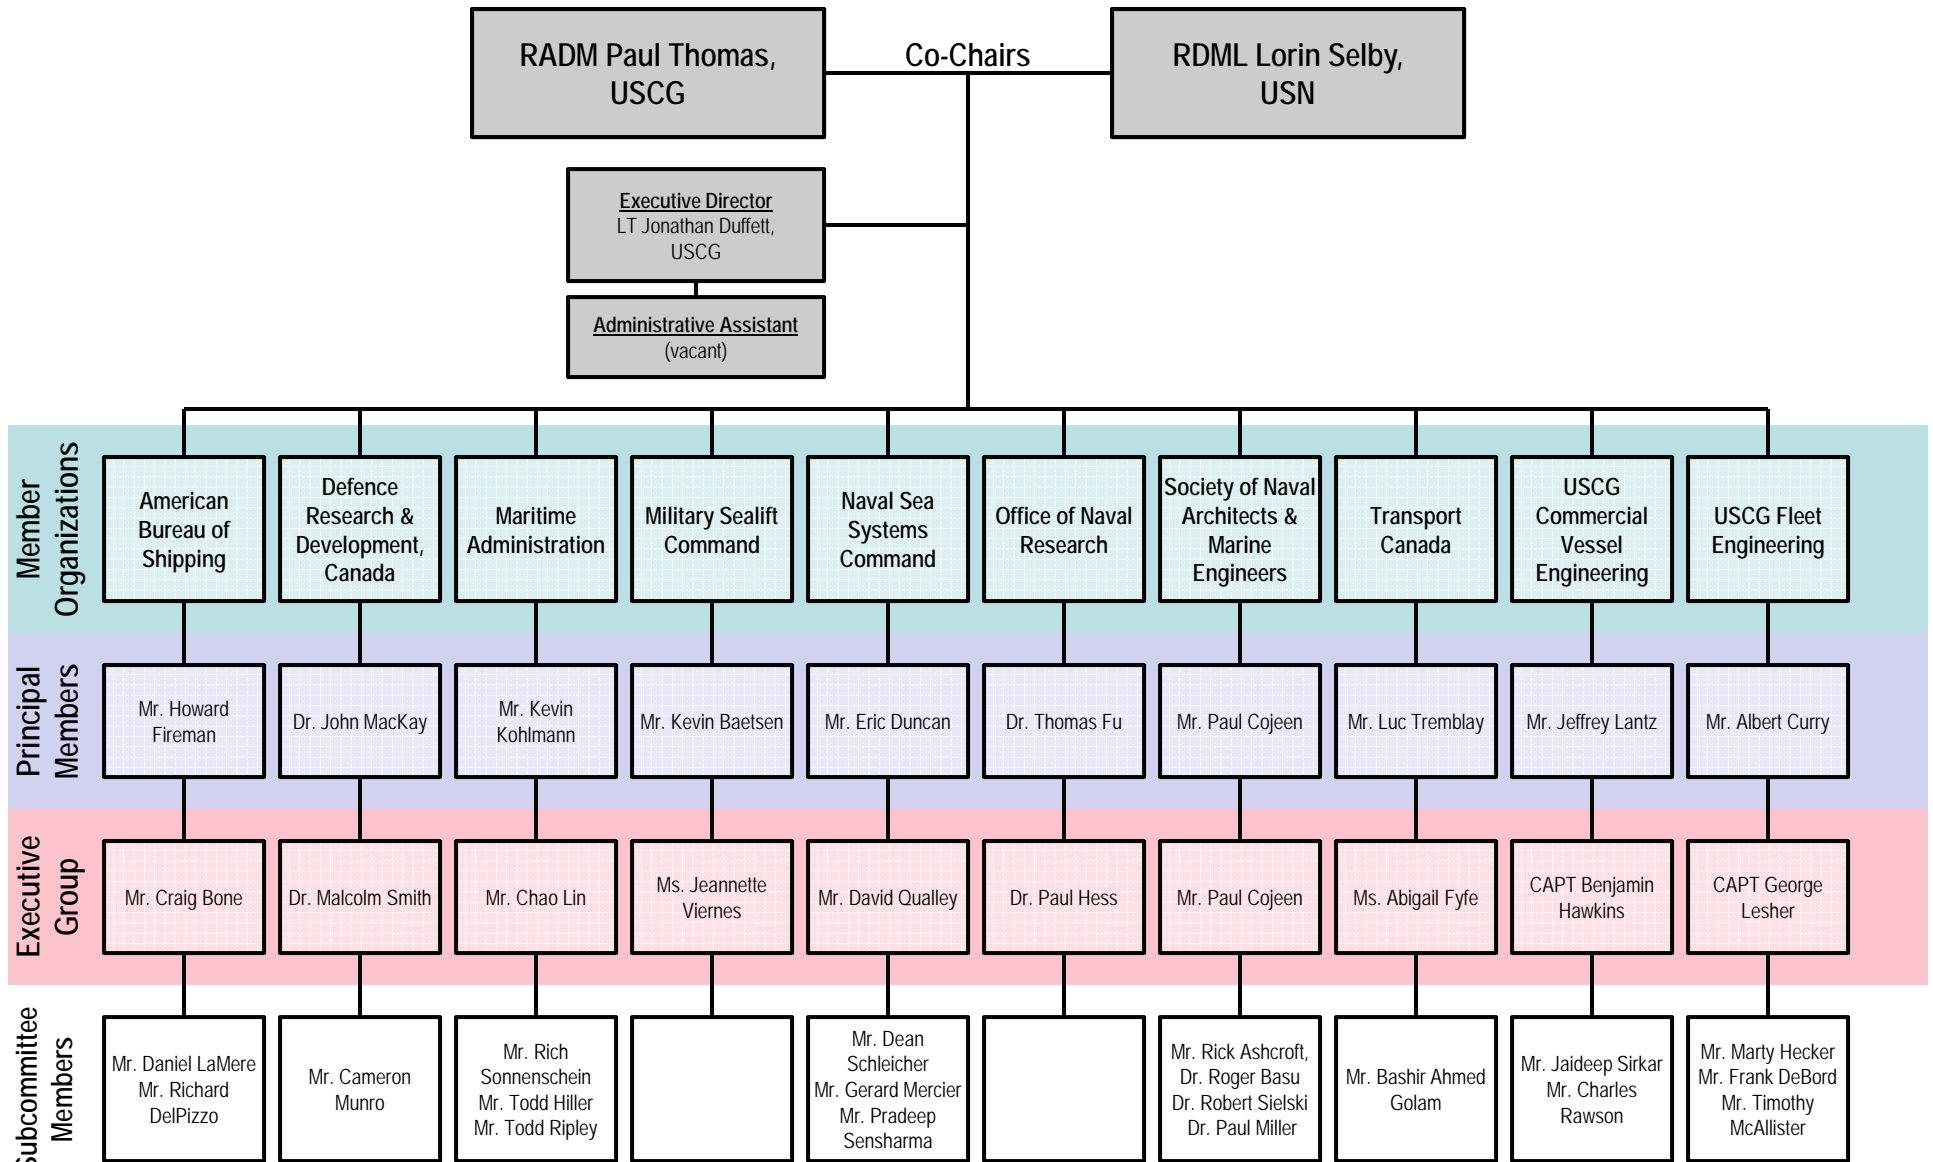 RADM Paul Thomas,
USCG
Co-Chairs
RDML Lorin Selby,
USN
Executive Director
LT Jonathan Duffett,
USCG
Administrative Assistant
(vacant)
Member
Organizations
American
Bureau of
Shipping
Defence
Research &
Development,
Canada
Maritime
Administration
Military Sealift
Command
Naval Sea
Systems
Command
Office of Naval
Research
Society of Naval
Architects &
Marine
Engineers
Transport
Canada
USCG
Commercial
Vessel
Engineering
USCG Fleet
Engineering
Principal
Members
Mr. Howard
Fireman
Dr. John MacKay
Mr. Kevin
Kohlmann
Mr. Kevin Baetsen
Mr. Eric Duncan
Dr. Thomas Fu
Mr. Paul Cojeen
Mr. Luc Tremblay
Mr. Jeffrey Lantz
Mr. Albert Curry
Executive
Group
Mr. Craig Bone
Dr. Malcolm Smith
Mr. Chao Lin
Ms. Jeannette
Viernes
Mr. David Qualley
Dr. Paul Hess
Mr. Paul Cojeen
Ms. Abigail Fyfe
CAPT Benjamin
Hawkins
CAPT George
Lesher
Subcommittee
Members
Mr. Daniel LaMere
Mr. Richard
DelPizzo
Mr. Cameron
Munro
Mr. Rich
Sonnenschein
Mr. Todd Hiller
Mr. Todd Ripley
Mr. Dean
Schleicher
Mr. Gerard Mercier
Mr. Pradeep
Sensharma
Mr. Rick Ashcroft,
Dr. Roger Basu
Dr. Robert Sielski
Dr. Paul Miller
Mr. Bashir Ahmed
Golam
Mr. Jaideep Sirkar
Mr. Charles
Rawson
Mr. Marty Hecker
Mr. Frank DeBord
Mr. Timothy
McAllister